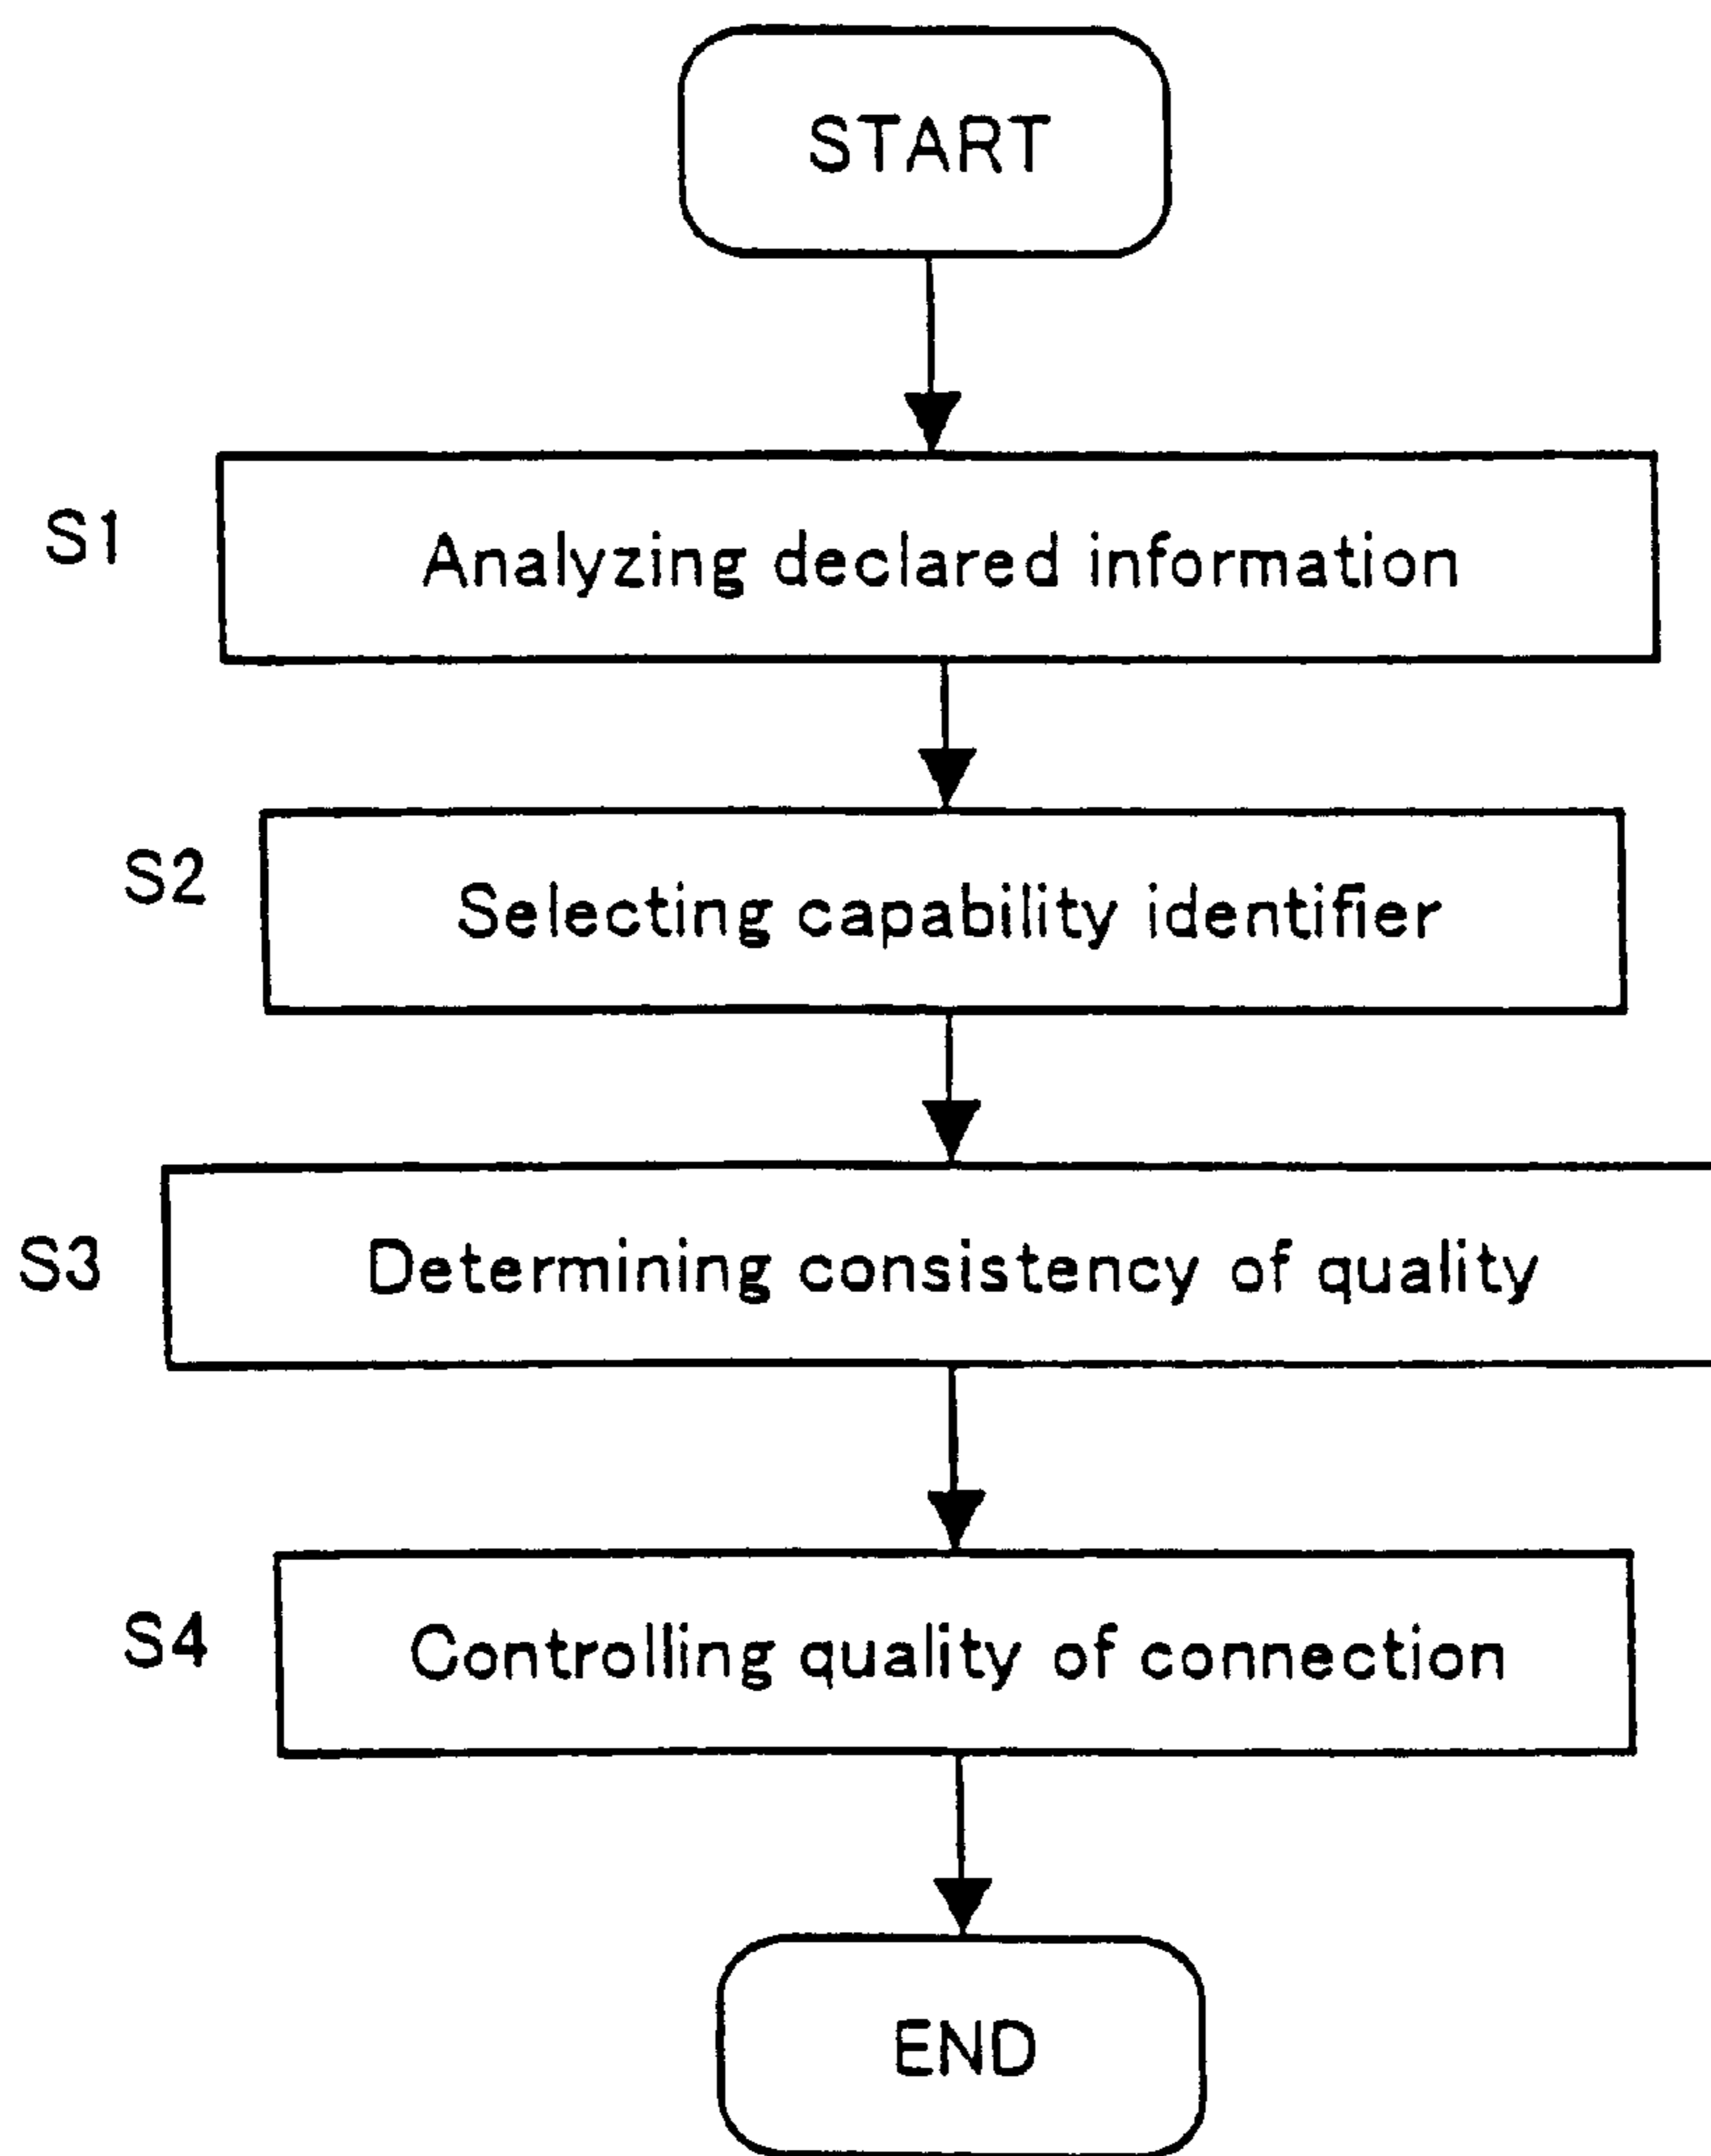 START
S1
Analyzing declared information
S2
Selecting capability identifier
S3
Determining consistency of quality
S4
Controlling quality of connection
END